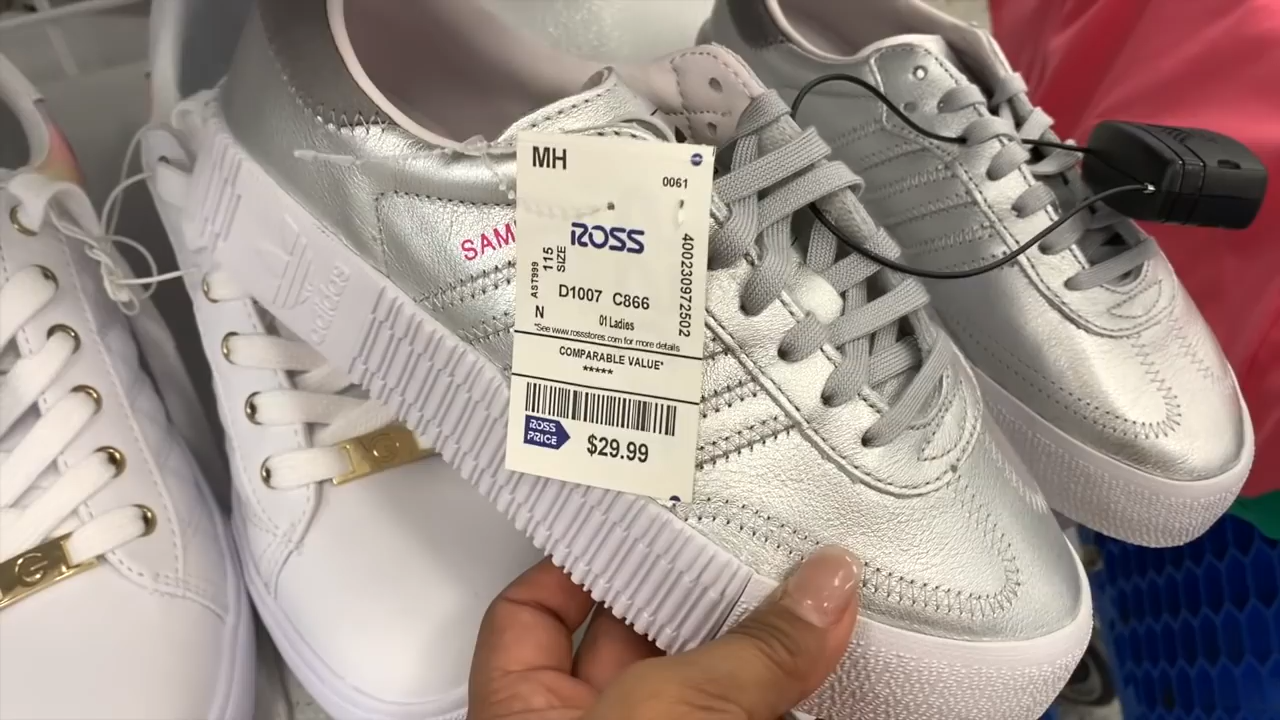 MH
0061
ROSS
AST999
115
SIZE
400230972502
D1007 C866
N
01 Ladies
*See www.rossstores.com for more details
COMPARABLE VALUE*
*****
ROSS
PRICE
$29.99
SAM
adidas
G
G